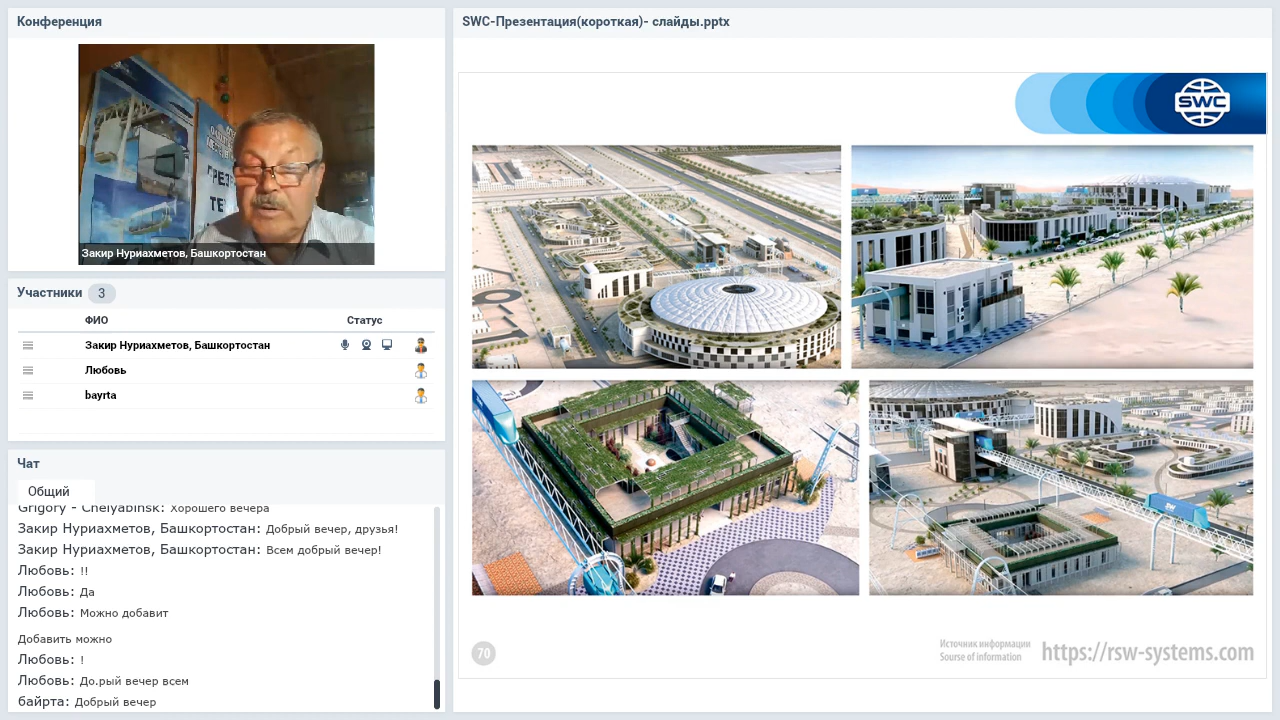 Конференция
Закир Нуриахметов, Башкортостан
Участники 3
ФИО Статус
Закир Нуриахметов, Башкортостан
Любовь
bayrta
Чат
Общий
Grigory - Chelyabinsk: Хорошего вечера
Закир Нуриахметов, Башкортостан: Добрый вечер, друзья!
Закир Нуриахметов, Башкортостан: Всем добрый вечер!
Любовь: !!
Любовь: Да
Любовь: Можно добавит
Добавить можно
Любовь: !
Любовь: До.рый вечер всем
байрта: Добрый вечер
SWC-Презентация(короткая)- слайды.pptx
SWC
70
Источник информации
Sourse of information
https://rsw-systems.com